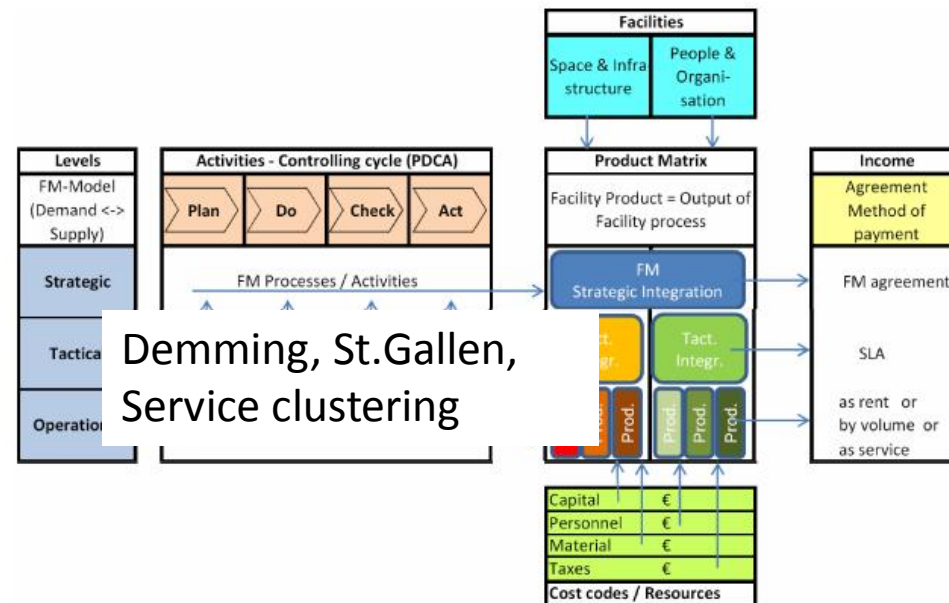 Facilities
Space & Infra
structure
People &
Organi-
sation
Levels
FM-Model
(Demand <->
Supply)
Strategic
Tactica
Operation
Activities - Controlling cycle (PDCA)
Plan
Do
Check
Act
FM Processes / Activities
Demming, St.Gallen,
Service clustering
Product Matrix
Facility Product = Output of
Facility process
FM
Strategic Integration
ct.
egr.
Tact.
Integr.
Prod.
Prod.
Prod.
Prod.
Prod.
Income
Agreement
Method of
payment
FM agreement
SLA
as rent or
by volume or
as service
Capital €
Personnel €
Material €
Taxes €
Cost codes / Resources